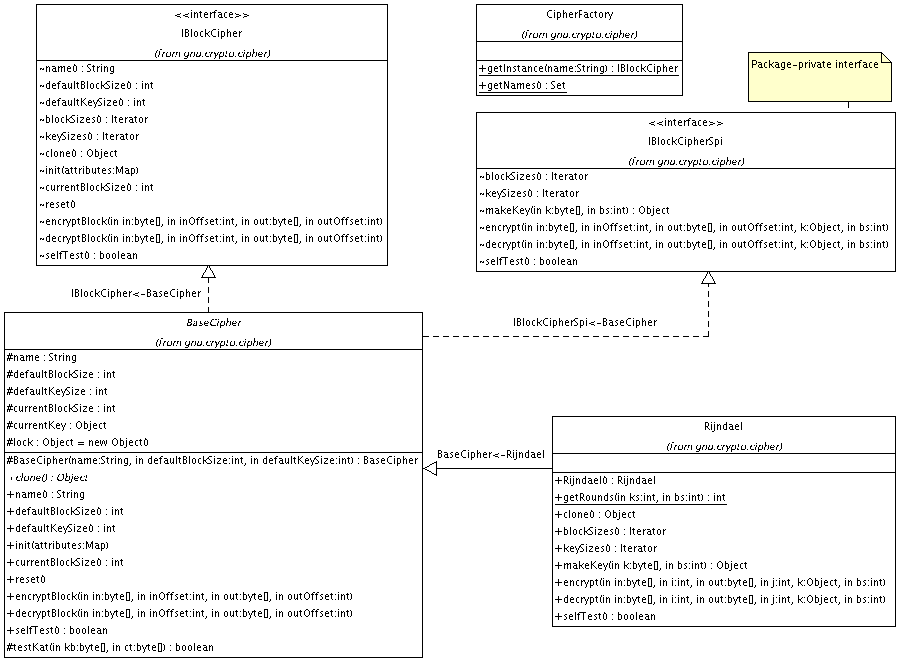 <<interface>>
IBlockCipher
(from gnu.crypto.cipher)
~name() : String
~defaultBlockSize() : int
~defaultKeySize() : int
~blockSizes() : Iterator
~keySizes() : Iterator
~clone() : Object
~init(attributes:Map)
~currentBlockSize() : int
~reset()
~encryptBlock(in in:byte[], in inOffset:int, in out:byte[], in outOffset:int)
~decryptBlock(in in:byte[], in inOffset:int, in out:byte[], in outOffset:int)
~selfTest() : boolean
CipherFactory
(from gnu.crypto.cipher)
+getInstance(name:String) : IBlockCipher
+getNames() : Set
Package-private interface
<<interface>>
IBlockCipherSpi
(from gnu.crypto.cipher)
~blockSizes() : Iterator
~keySizes() : Iterator
~makeKey(in k:byte[], in bs:int) : Object
~encrypt(in in:byte[], in inOffset:int, in out:byte[], in outOffset:int, k:Object, in bs:int)
~decrypt(in in:byte[], in inOffset:int, in out:byte[], in outOffset:int, k:Object, in bs:int)
~selfTest() : boolean
IBlockCipher<-BaseCipher
IBlockCipherSpi<-BaseCipher
BaseCipher
(from gnu.crypto.cipher)
#name : String
#defaultBlockSize : int
#defaultKeySize : int
#currentBlockSize : int
#currentKey : Object
#lock : Object = new Object()
#BaseCipher(name:String, in defaultBlockSize:int, in defaultKeySize:int) : BaseCipher
+clone() : Object
+name() : String
+defaultBlockSize() : int
+defaultKeySize() : int
+init(attributes:Map)
+currentBlockSize() : int
+reset()
+encryptBlock(in in:byte[], in inOffset:int, in out:byte[], in outOffset:int)
+decryptBlock(in in:byte[], in inOffset:int, in out:byte[], in outOffset:int)
+selfTest() : boolean
#testKat(in kb:byte[], in ct:byte[]) : boolean
BaseCipher<-Rijndael
Rijndael
(from gnu.crypto.cipher)
+Rijndael() : Rijndael
+getRounds(in ks:int, in bs:int) : int
+clone() : Object
+blockSizes() : Iterator
+keySizes() : Iterator
+makeKey(in k:byte[], in bs:int) : Object
+encrypt(in in:byte[], in i:int, in out:byte[], in j:int, k:Object, in bs:int)
+decrypt(in in:byte[], in i:int, in out:byte[], in j:int, k:Object, in bs:int)
+selfTest() : boolean